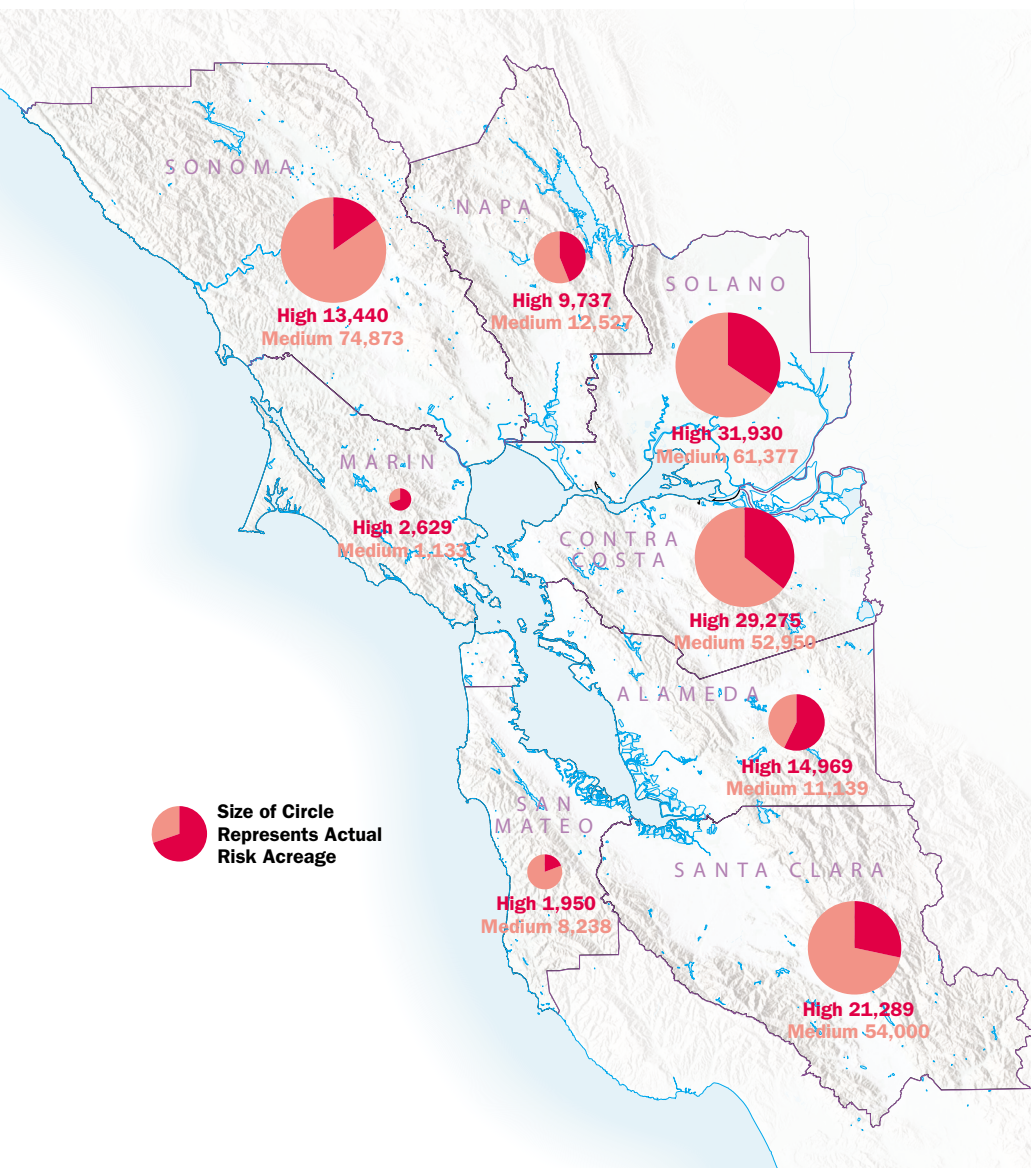 SONOMA
High 13,440
Medium 74,873
NAPA
High 9,737
Medium 12,527
SOLANO
High 31,930
Medium 61,377
MARIN
High 2,629
Medium 1,133
CONTRA
COSTA
High 29,275
Medium 52,950
ALAMEDA
High 14,969
Medium 11,139
SAN
MATEO
High 1,950
Medium 8,238
SANTA CLARA
High 21,289
Medium 54,000
Size of Circle
Represents Actual
Risk Acreage